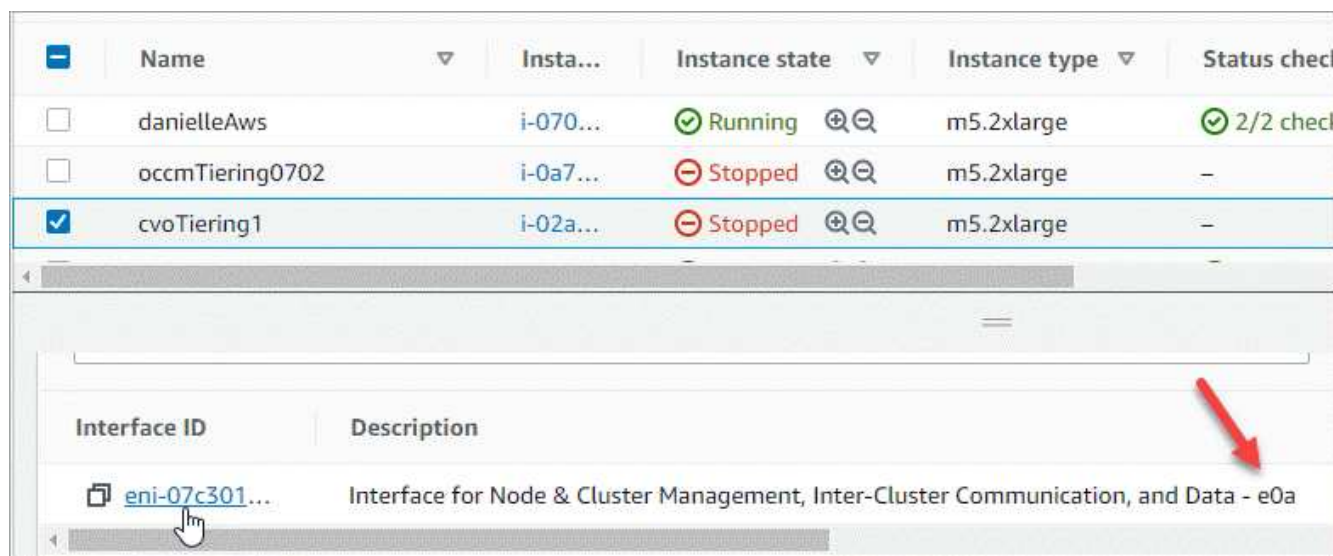 Name Insta... Instance state Instance type Status check
danielleAws i-070... Running m5.2xlarge 2/2 check
occmTiering0702 i-0a7... Stopped m5.2xlarge –
cvoTiering1 i-02a... Stopped m5.2xlarge –
Interface ID Description
eni-07c301... Interface for Node & Cluster Management, Inter-Cluster Communication, and Data - e0a